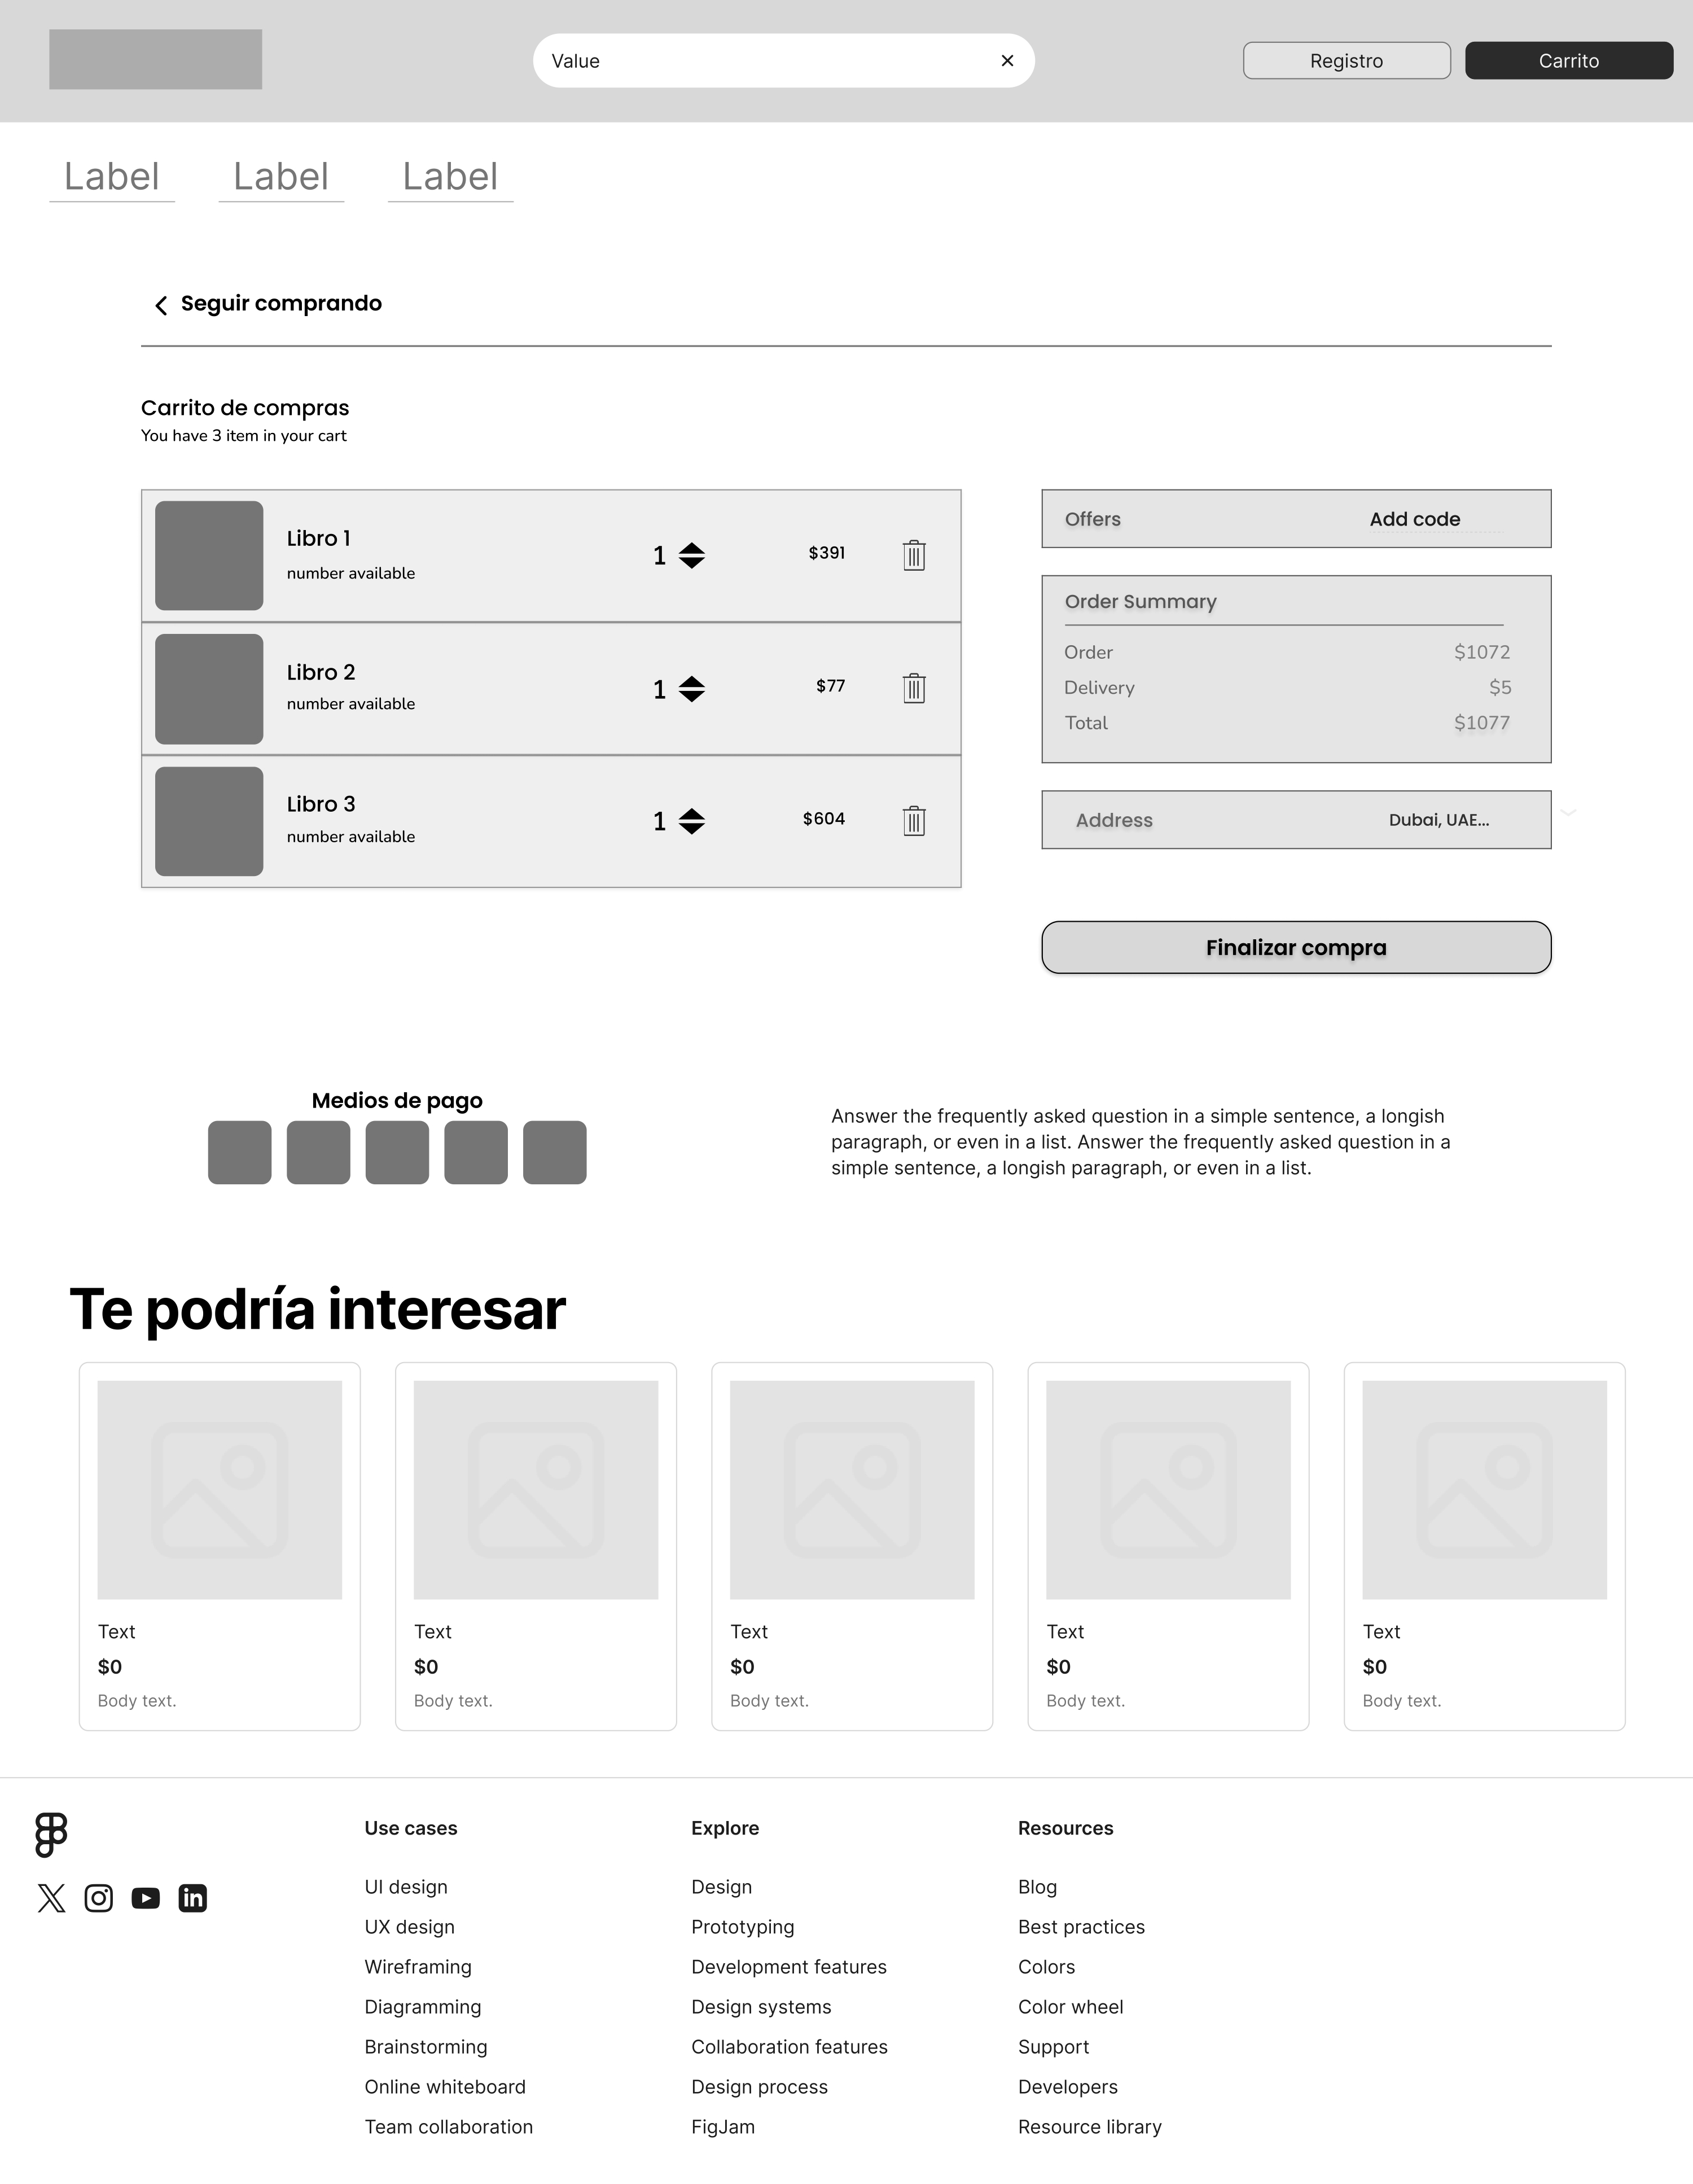 Value
Registro
Carrito
Label
Label
Label
Seguir comprando
Carrito de compras
You have 3 item in your cart
Libro 1
number available
1
$391
Libro 2
number available
1
$77
Libro 3
number available
1
$604
Offers
Add code
Order Summary
Order
$1072
Delivery
$5
Total
$1077
Address
Dubai, UAE...
Finalizar compra
Medios de pago
Answer the frequently asked question in a simple sentence, a longish
paragraph, or even in a list. Answer the frequently asked question in a
simple sentence, a longish paragraph, or even in a list.
Te podría interesar
Text
$0
Body text.
Text
$0
Body text.
Text
$0
Body text.
Text
$0
Body text.
Text
$0
Body text.
Use cases
UI design
UX design
Wireframing
Diagramming
Brainstorming
Online whiteboard
Team collaboration
Explore
Design
Prototyping
Development features
Design systems
Collaboration features
Design process
FigJam
Resources
Blog
Best practices
Colors
Color wheel
Support
Developers
Resource library